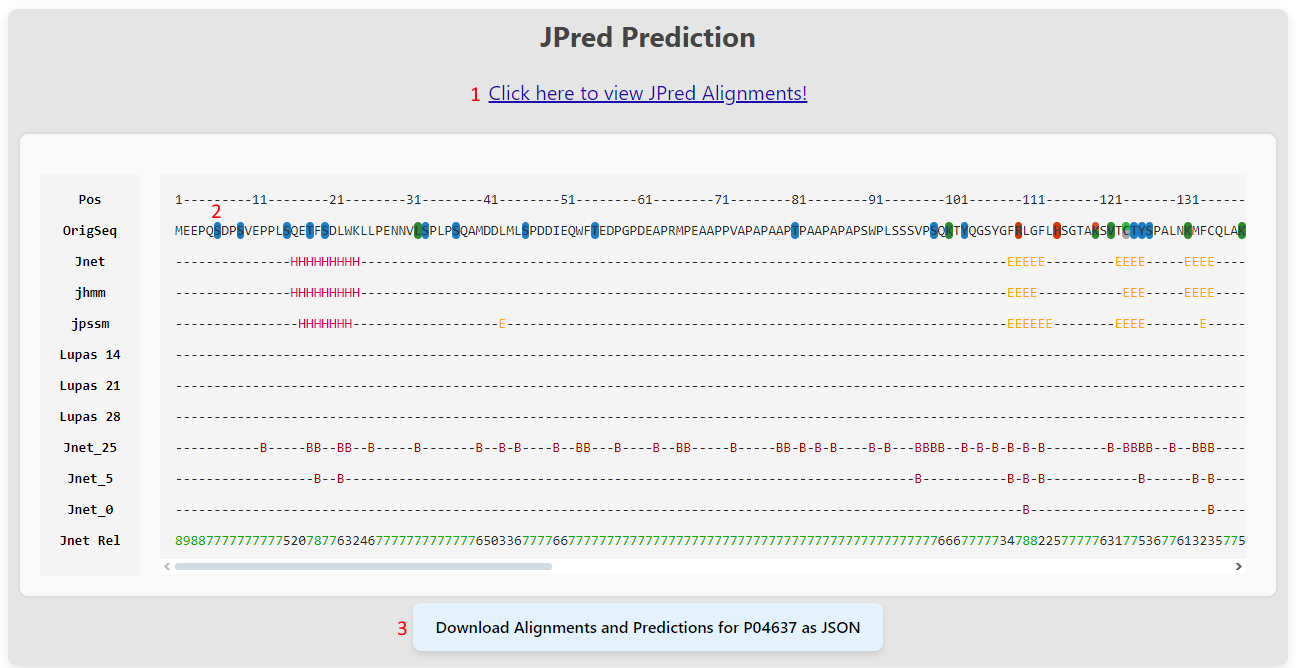 JPred Prediction
1 Click here to view JPred Alignments!
Pos 1---------11--------21--------31--------41--------51--------61--------71--------81--------91--------101-------111-------121-------131------
2
OrigSeq MEEPQSDPSVEPPLSQETFSDLWKLLPENNVLSPLPSQAMDDLMLSPDDIEQWFTEDPGPDEAPRMPEAAPPVAPAPAAPTPAAPAPAPSWPLSSSVPSQKTYQGSYGFRLGFLHSGTAKSVTCTYSPALNKMFCQLAK
Jnet ---------------HHHHHHHHH------------------------------------------------------------------------------------EEEEE---------EEEE-----EEEE----
jhmm ---------------HHHHHHHHH------------------------------------------------------------------------------------EEEE-----------EEE-----EEEE----
jpssm ----------------HHHHHHH-------------------E-----------------------------------------------------------------EEEEEE--------EEEE-------E-----
Lupas 14 -------------------------------------------------------------------------------------------------------------------------------------------
Lupas 21 -------------------------------------------------------------------------------------------------------------------------------------------
Lupas 28 -------------------------------------------------------------------------------------------------------------------------------------------
Jnet_25 -----------B-----BB--BB--B-----B-------B--B-B----B--BB---B----B--BB-----B-----BB-B-B-B-B--B-B---BBBB--B-B-B-B-B-B--------B-BBBB--B--BBB----
Jnet_5 ------------------B--B--------------------------------------------------------------------------B-----------B-B-B------------B------B-B----
Jnet_0 --------------------------------------------------------------------------------------------------------------B-----------------------B----
Jnet Rel 8988777777777752078776324677777777777776503367777667777777777777777777777777777777777777777777777776667777734788225777776317753677613235775
3 Download Alignments and Predictions for P04637 as JSON